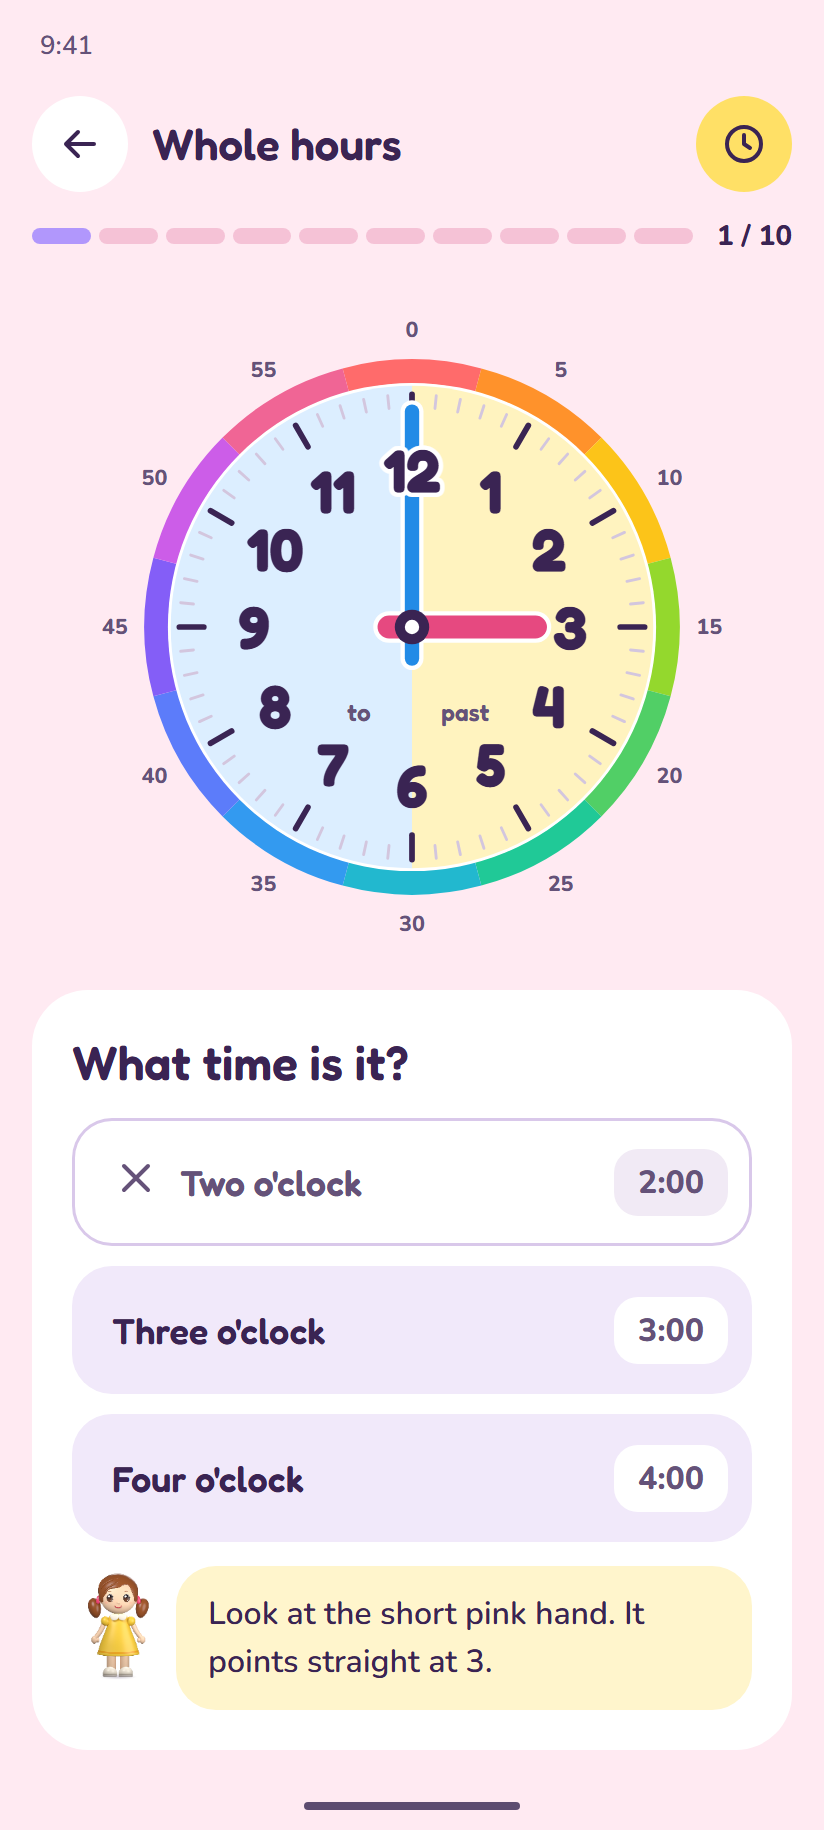 9:41
Whole hours
1 / 10
0
55
5
50
10
12
11
1
10
2
45
9
3
15
8
to
past
4
7
5
6
40
20
35
25
30
What time is it?
Two o'clock
2:00
Three o'clock
3:00
Four o'clock
4:00
Look at the short pink hand. It
points straight at 3.